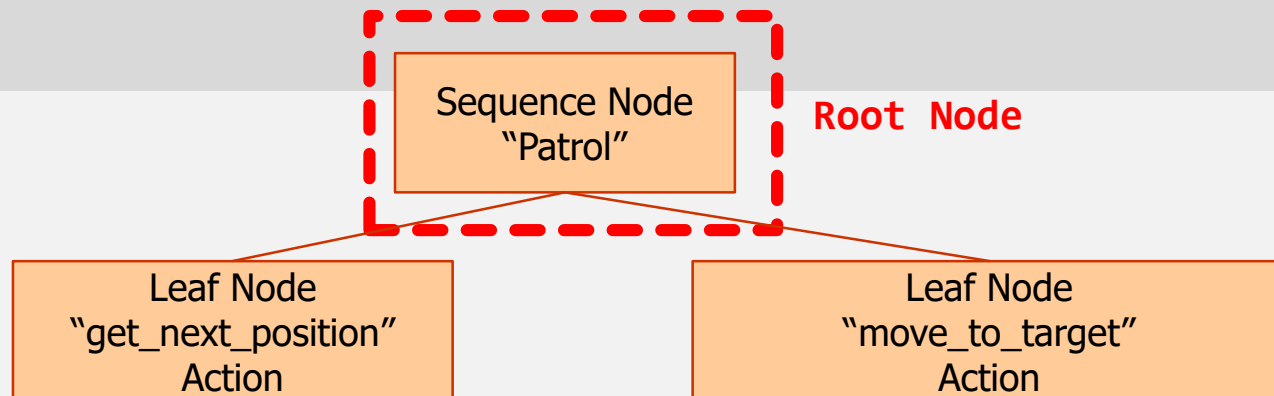 Sequence Node
“Patrol”
Root Node
Leaf Node
“get_next_position”
Action
Leaf Node
“move_to_target”
Action